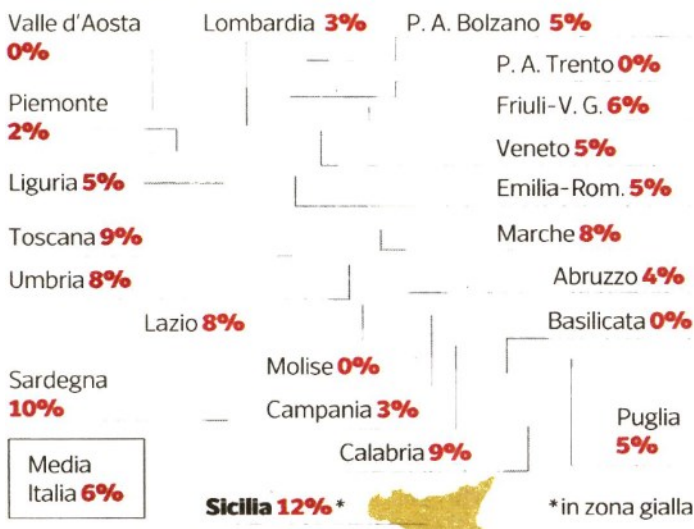 Valle d'Aosta
0%
Lombardia 3%
P. A. Bolzano 5%
P. A. Trento 0%
Piemonte
2%
Friuli-V. G. 6%
Veneto 5%
Liguria 5%
Emilia-Rom. 5%
Toscana 9%
Marche 8%
Umbria 8%
Abruzzo 4%
Lazio 8%
Basilicata 0%
Molise 0%
Sardegna
10%
Campania 3%
Puglia
5%
Calabria 9%
Media
Italia 6%
Sicilia 12% *
*in zona gialla